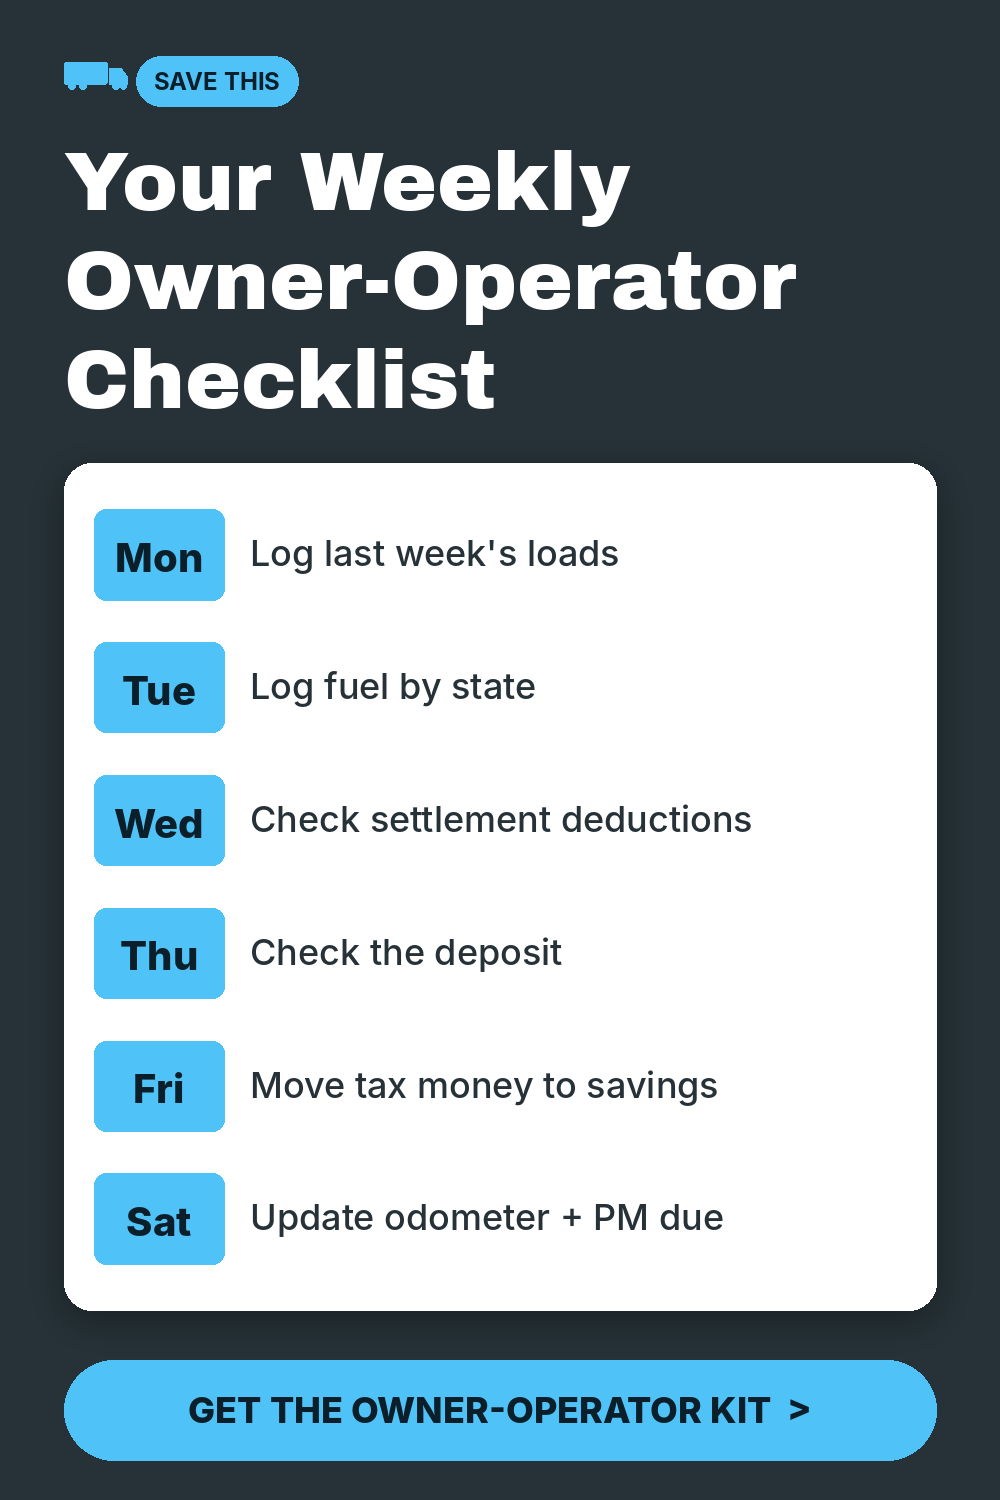 SAVE THIS
Your Weekly
Owner-Operator
Checklist
Mon Log last week's loads
Tue Log fuel by state
Wed Check settlement deductions
Thu Check the deposit
Fri Move tax money to savings
Sat Update odometer + PM due
GET THE OWNER-OPERATOR KIT >